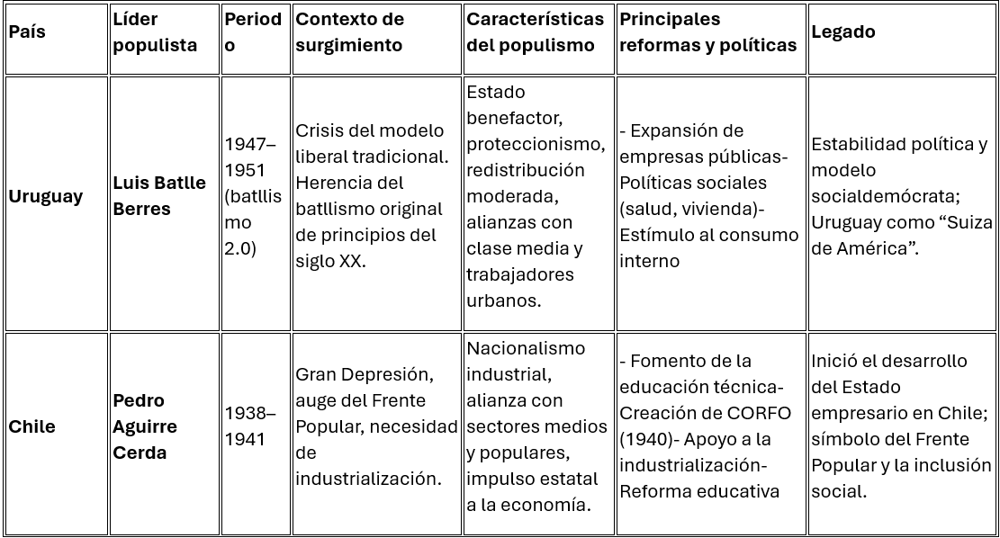 País
Líder
populista
Period
o
Contexto de
surgimiento
Características
del populismo
Principales
reformas y políticas
Legado
Uruguay
Luis Batlle
Berres
1947–
1951
(batllis
mo
2.0)
Crisis del modelo
liberal tradicional.
Herencia del
batllismo original
de principios del
siglo XX.
Estado
benefactor,
proteccionismo,
redistribución
moderada,
alianzas con
clase media y
trabajadores
urbanos.
- Expansión de
empresas públicas-
Políticas sociales
(salud, vivienda)-
Estímulo al consumo
interno
Estabilidad política y
modelo
socialdemócrata;
Uruguay como “Suiza
de América”.
Chile
Pedro
Aguirre
Cerda
1938–
1941
Gran Depresión,
auge del Frente
Popular, necesidad
de
industrialización.
Nacionalismo
industrial,
alianza con
sectores medios
y populares,
impulso estatal
a la economía.
- Fomento de la
educación técnica-
Creación de CORFO
(1940)- Apoyo a la
industrialización-
Reforma educativa
Inició el desarrollo
del Estado
empresario en Chile;
símbolo del Frente
Popular y la inclusión
social.